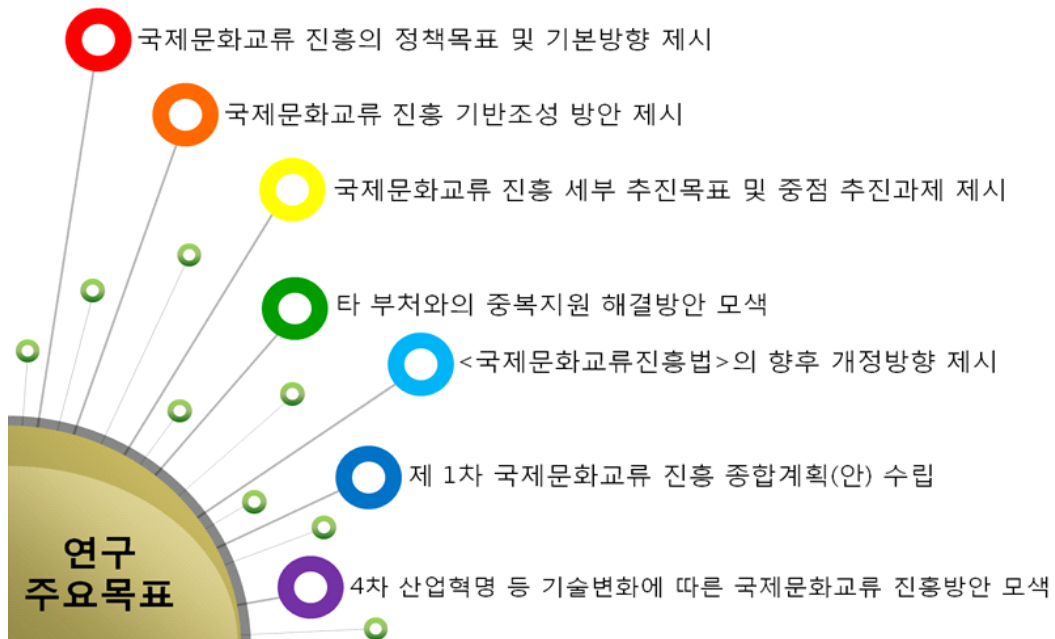 국제문화교류 진흥의 정책목표 및 기본방향 제시
국제문화교류 진흥 기반조성 방안 제시
국제문화교류 진흥 세부 추진목표 및 중점 추진과제 제시
타 부처와의 중복지원 해결방안 모색
<국제문화교류진흥법>의 향후 개정방향 제시
제 1차 국제문화교류 진흥 종합계획(안) 수립
4차 산업혁명 등 기술변화에 따른 국제문화교류 진흥방안 모색
연구
주요목표